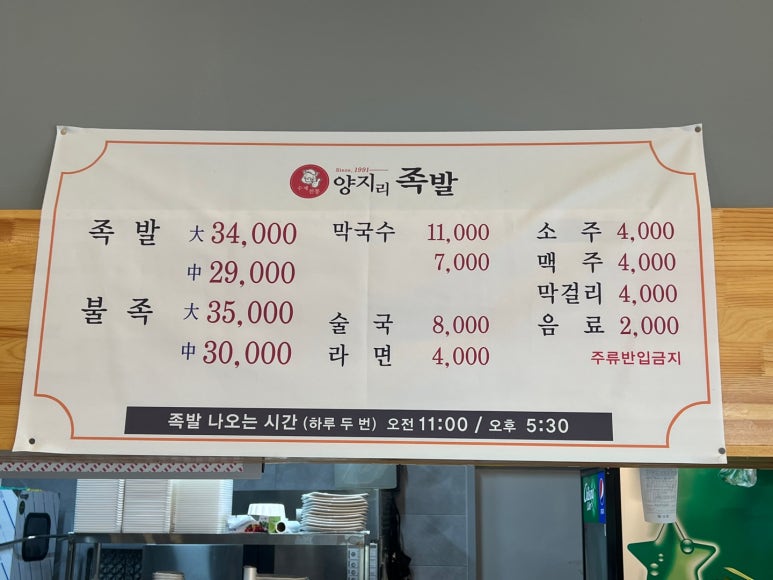 Since, 1991
양지리 족발
수제전통
족 발 大 34,000
中 29,000
불 족 大 35,000
中 30,000
막국수 11,000
7,000
술 국 8,000
라 면 4,000
소 주 4,000
맥 주 4,000
막걸리 4,000
음 료 2,000
주류반입금지
족발 나오는 시간 (하루 두 번) 오전 11:00 / 오후 5:30